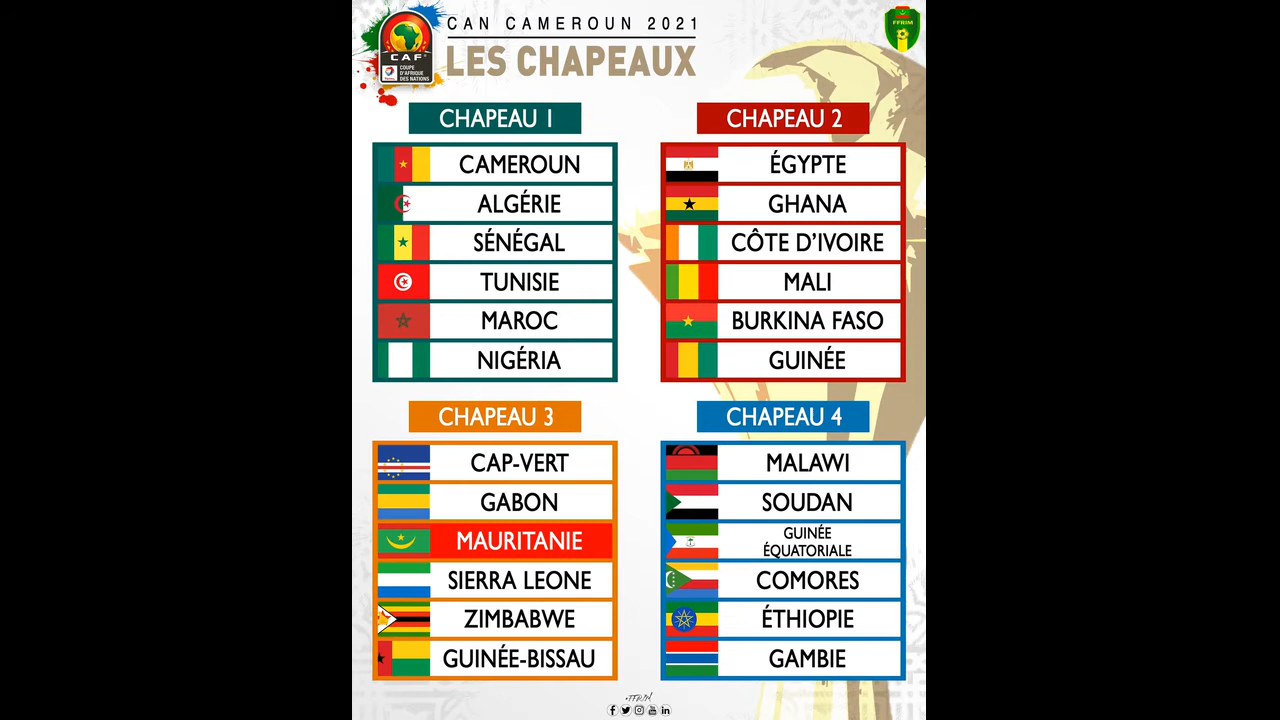 CAN CAMEROUN 2021
LES CHAPEAUX
CAF
TOTAL
COUPE
D'AFRIQUE
DES NATIONS
FFRIM
CHAPEAU 1
CAMEROUN
ALGÉRIE
SÉNÉGAL
TUNISIE
MAROC
NIGÉRIA
CHAPEAU 2
ÉGYPTE
GHANA
CÔTE D'IVOIRE
MALI
BURKINA FASO
GUINÉE
CHAPEAU 3
CAP-VERT
GABON
MAURITANIE
SIERRA LEONE
ZIMBABWE
GUINÉE-BISSAU
CHAPEAU 4
MALAWI
SOUDAN
GUINÉE
ÉQUATORIALE
COMORES
ÉTHIOPIE
GAMBIE